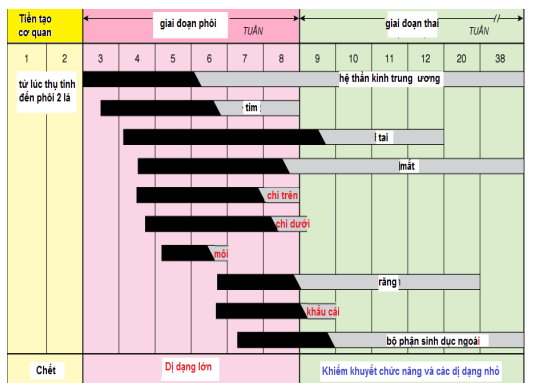 Tiền tạo
cơ quan
giai đoạn phôi
TUẦN
giai đoạn thai
TUẦN
1 2 3 4 5 6 7 8 9 10 11 12 20 38
từ lúc thụ tinh
đến phôi 2 lá
hệ thần kinh trung ương
tim
tai
mắt
chi trên
chi dưới
môi
răng
khẩu cái
bộ phận sinh dục ngoài
Chết
Dị dạng lớn
Khiếm khuyết chức năng và các dị dạng nhỏ